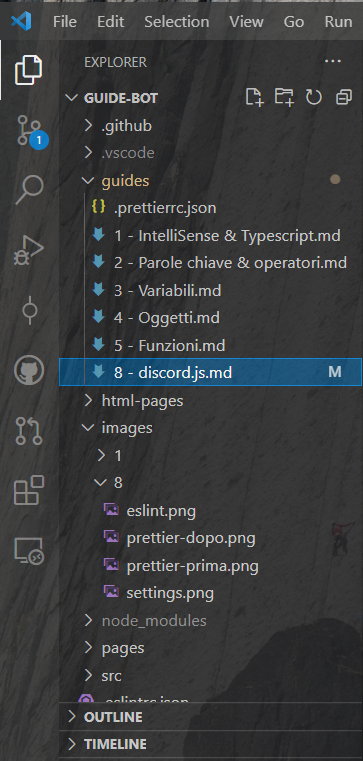 File Edit Selection View Go Run
EXPLORER
GUIDE-BOT
.github
1
.vscode
guides
{} .prettierrc.json
1 - IntelliSense & Typescript.md
2 - Parole chiave & operatori.md
3 - Variabili.md
4 - Oggetti.md
5 - Funzioni.md
8 - discord.js.md M
html-pages
images
1
8
eslint.png
prettier-dopo.png
prettier-prima.png
settings.png
node_modules
pages
src
.eslintrc.json
OUTLINE
TIMELINE